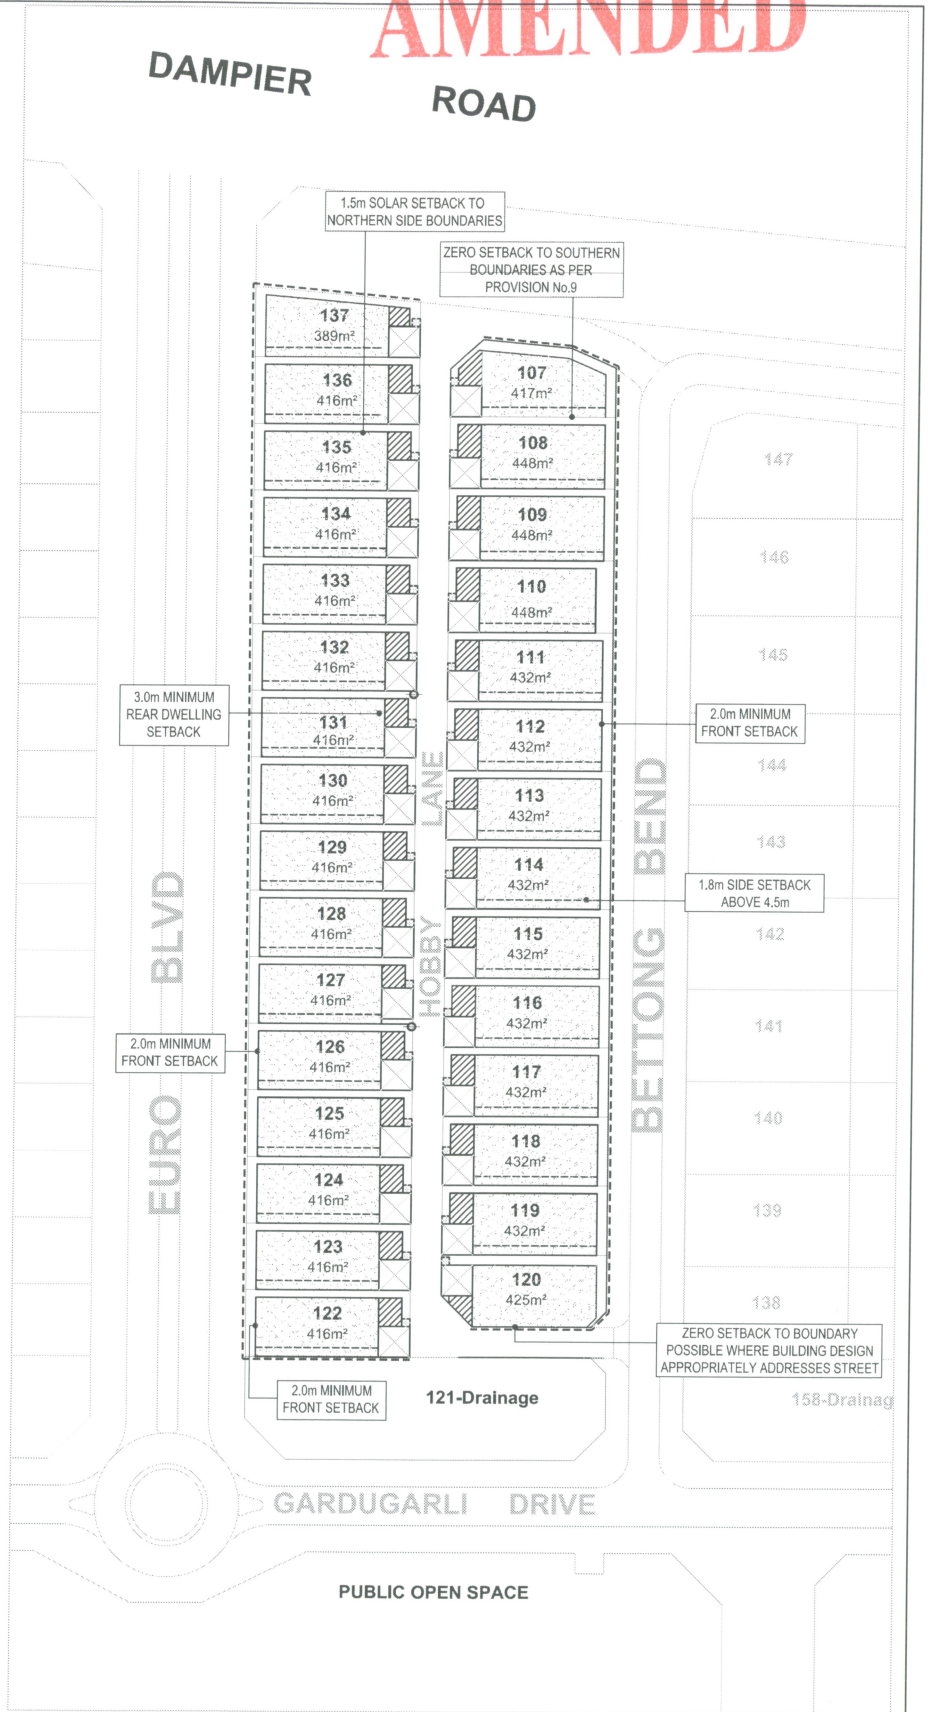 AMENDED
DAMPIER ROAD
1.5m SOLAR SETBACK TO
NORTHERN SIDE BOUNDARIES
ZERO SETBACK TO SOUTHERN
BOUNDARIES AS PER
PROVISION No.9
137
389m²
136
416m²
135
416m²
134
416m²
133
416m²
132
416m²
131
416m²
130
416m²
129
416m²
128
416m²
127
416m²
126
416m²
125
416m²
124
416m²
123
416m²
122
416m²
107
417m²
108
448m²
109
448m²
110
448m²
111
432m²
112
432m²
113
432m²
114
432m²
115
432m²
116
432m²
117
432m²
118
432m²
119
432m²
120
425m²
147
146
145
144
143
142
141
140
139
138
3.0m MINIMUM
REAR DWELLING
SETBACK
2.0m MINIMUM
FRONT SETBACK
1.8m SIDE SETBACK
ABOVE 4.5m
2.0m MINIMUM
FRONT SETBACK
EURO BLVD
HOBBY LANE
BETTONG BEND
ZERO SETBACK TO BOUNDARY
POSSIBLE WHERE BUILDING DESIGN
APPROPRIATELY ADDRESSES STREET
2.0m MINIMUM
FRONT SETBACK
121-Drainage
158-Drainag
GARDUGARLI DRIVE
PUBLIC OPEN SPACE